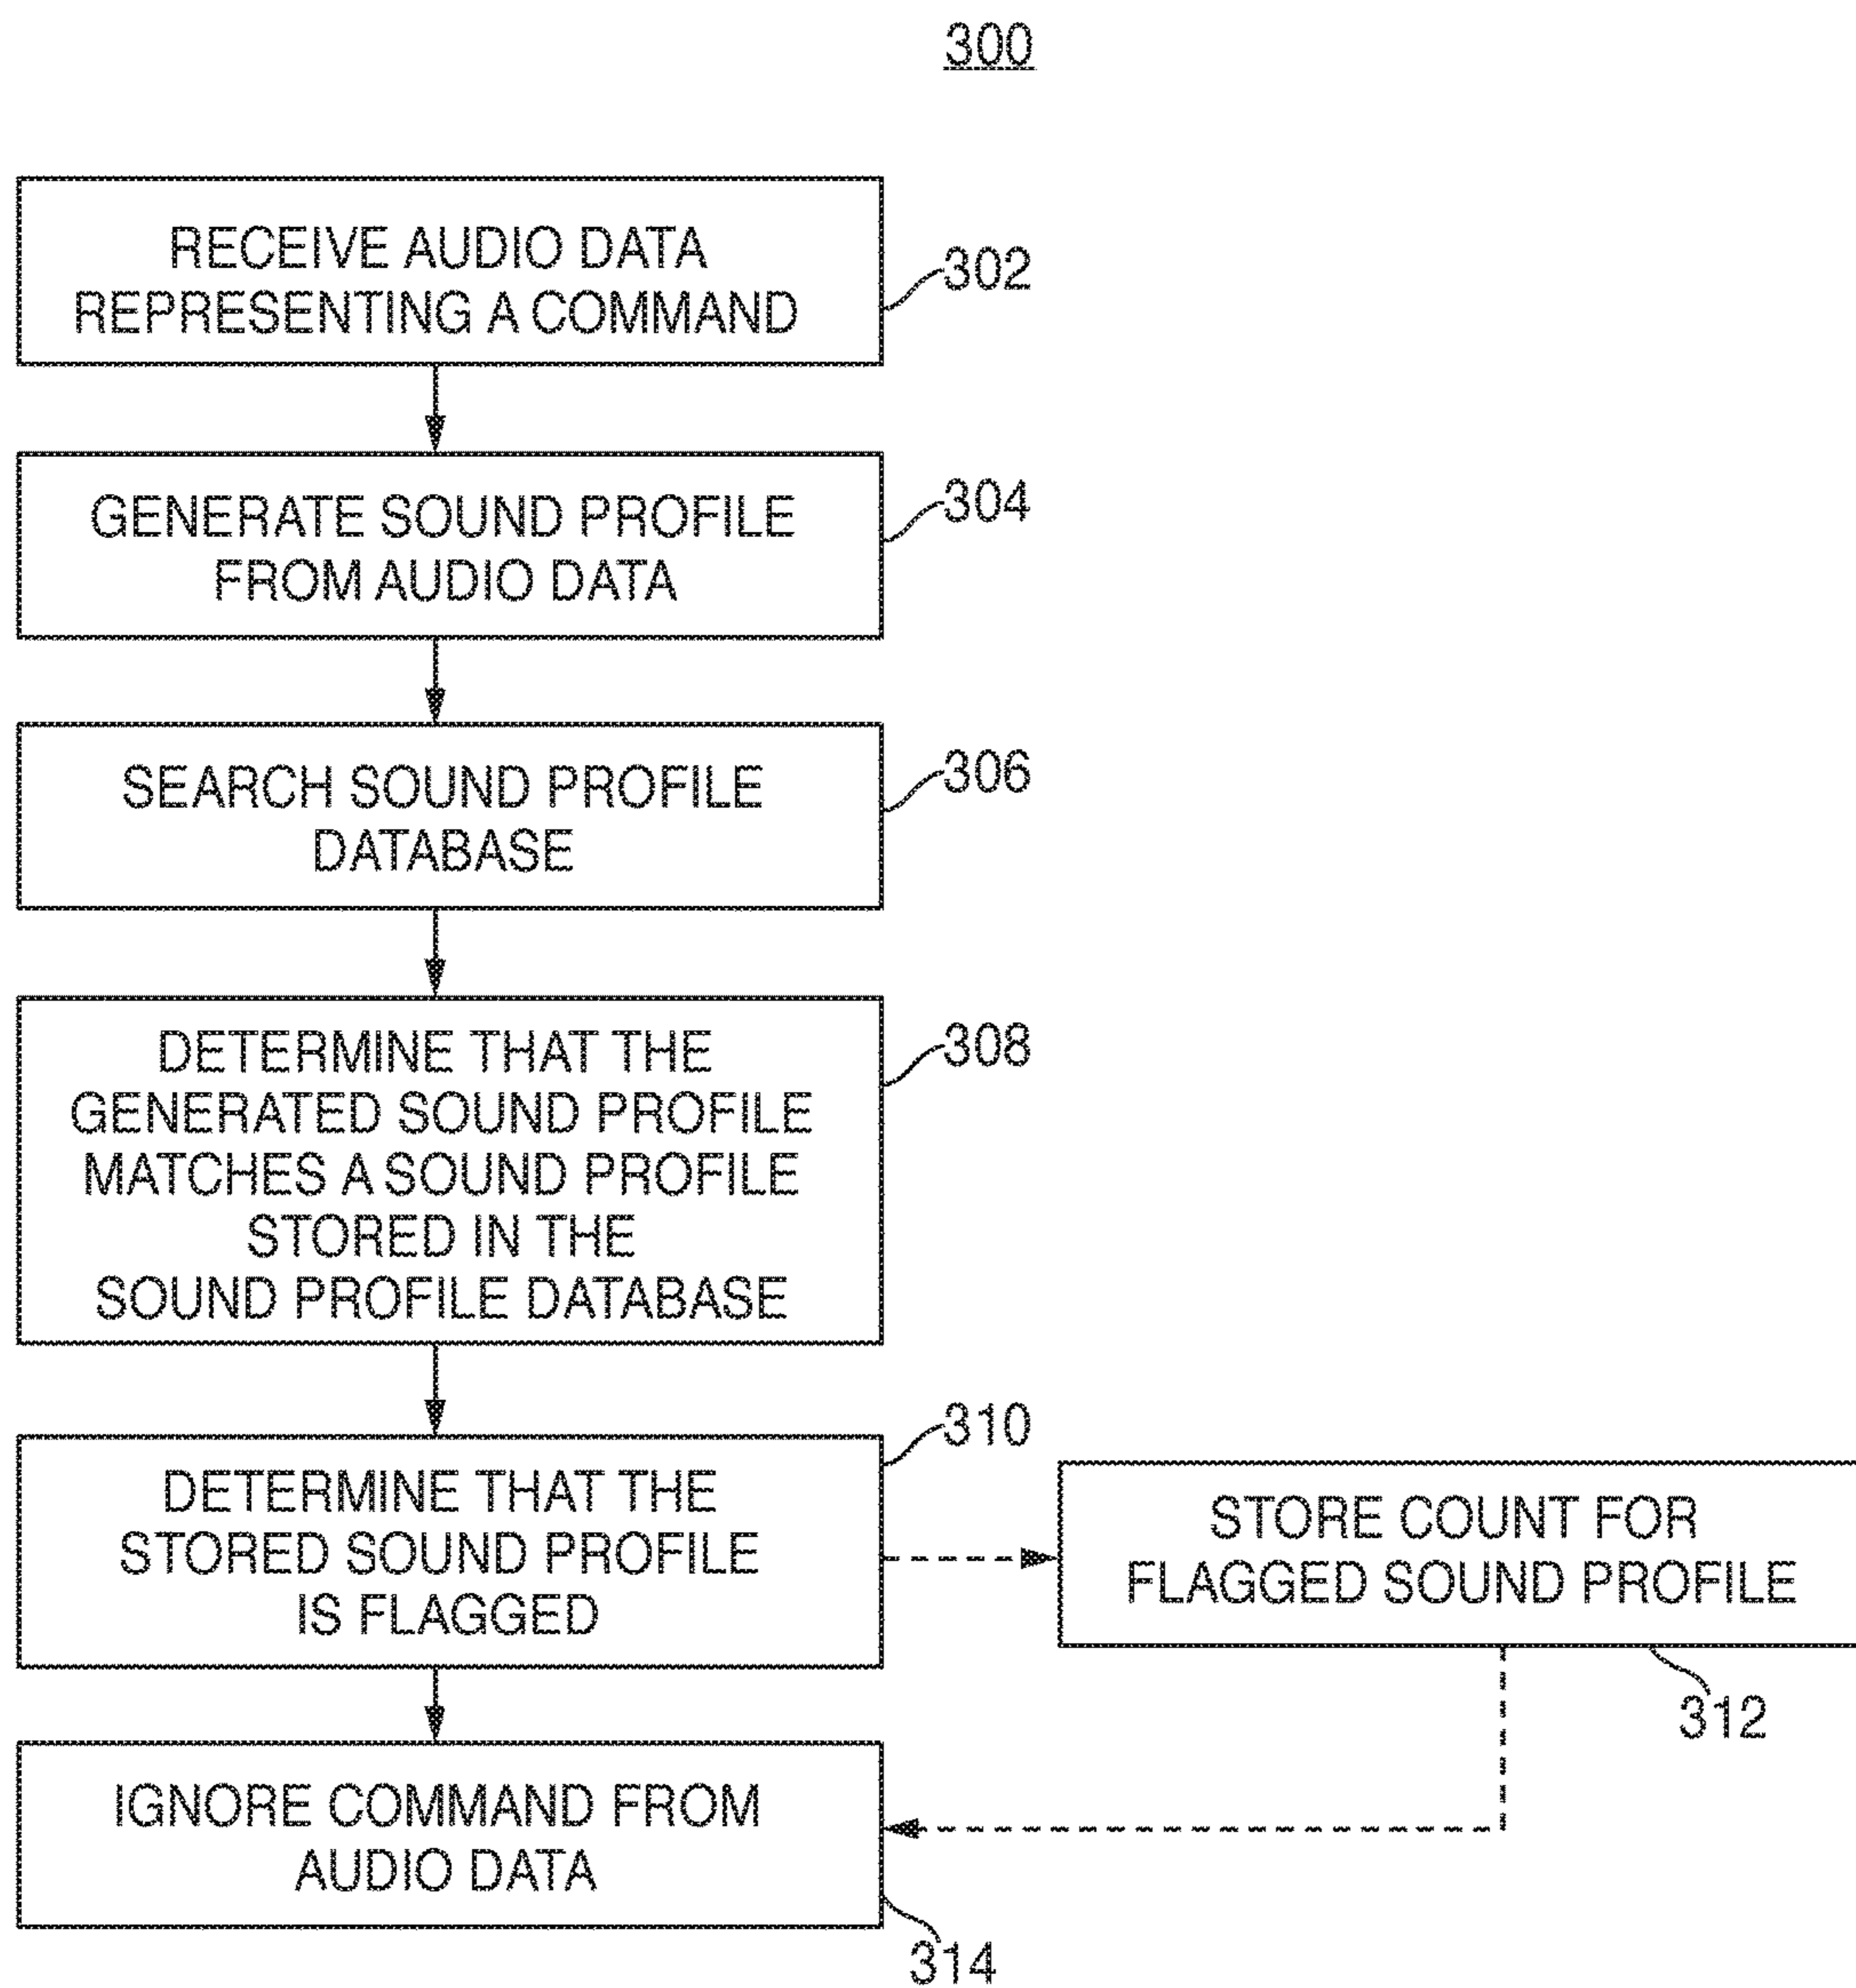 300
RECEIVE AUDIO DATA
REPRESENTING A COMMAND
302
GENERATE SOUND PROFILE
FROM AUDIO DATA
304
SEARCH SOUND PROFILE
DATABASE
306
DETERMINE THAT THE
GENERATED SOUND PROFILE
MATCHES A SOUND PROFILE
STORED IN THE
SOUND PROFILE DATABASE
308
DETERMINE THAT THE
STORED SOUND PROFILE
IS FLAGGED
310
STORE COUNT FOR
FLAGGED SOUND PROFILE
312
IGNORE COMMAND FROM
AUDIO DATA
314